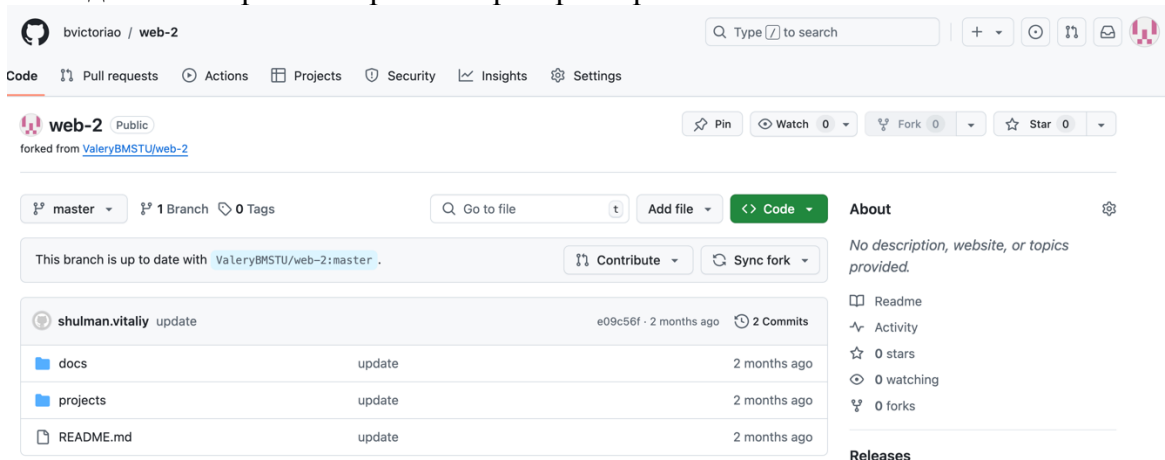 bvictoriao / web-2
Type / to search
Code Pull requests Actions Projects Security Insights Settings
web-2 Public
Pin Watch 0 Fork 0 Star 0
forked from ValeryBMSTU/web-2
master 1 Branch 0 Tags Go to file t Add file Code
About
This branch is up to date with ValeryBMSTU/web-2:master . Contribute Sync fork
No description, website, or topics
provided.
shulman.vitaliy update e09c56f · 2 months ago 2 Commits
docs update 2 months ago
projects update 2 months ago
README.md update 2 months ago
Readme
Activity
0 stars
0 watching
0 forks
Releases